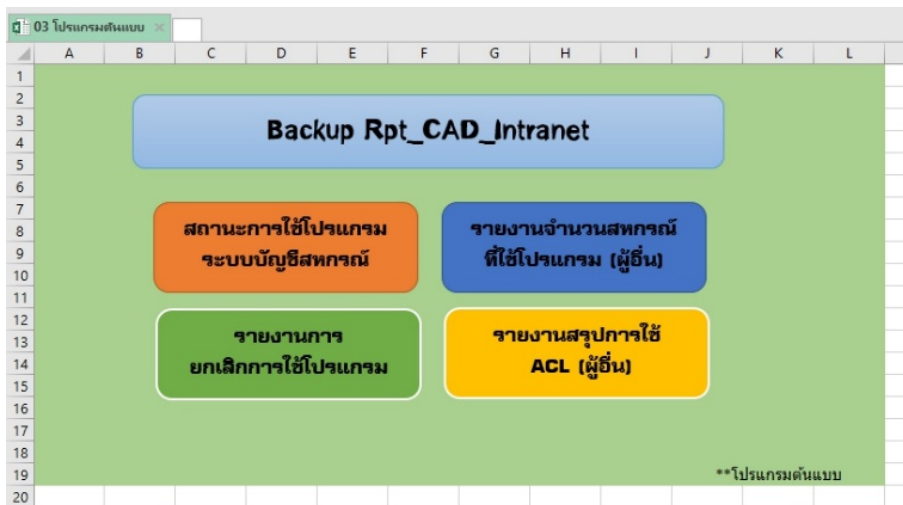 03 โปรแกรมต้นแบบ
A B C D E F G H I J K L
1
2
3
4
5
6
7
8
9
10
11
12
13
14
15
16
17
18
19
20
Backup Rpt_CAD_Intranet
สถานะการใช้โปรแกรม
ระบบบัญชีสหกรณ์
รายงานจำนวนสหกรณ์
ที่ใช้โปรแกรม (ผู้อื่น)
รายงานการ
ยกเลิกการใช้โปรแกรม
รายงานสรุปการใช้
ACL (ผู้อื่น)
**โปรแกรมต้นแบบ